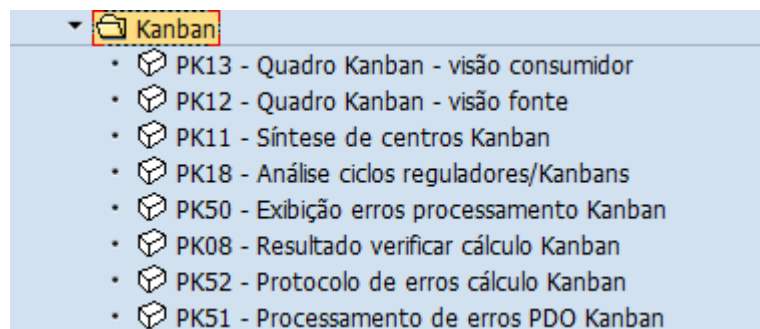 Kanban
PK13 - Quadro Kanban - visão consumidor
PK12 - Quadro Kanban - visão fonte
PK11 - Síntese de centros Kanban
PK18 - Análise ciclos reguladores/Kanbans
PK50 - Exibição erros processamento Kanban
PK08 - Resultado verificar cálculo Kanban
PK52 - Protocolo de erros cálculo Kanban
PK51 - Processamento de erros PDO Kanban